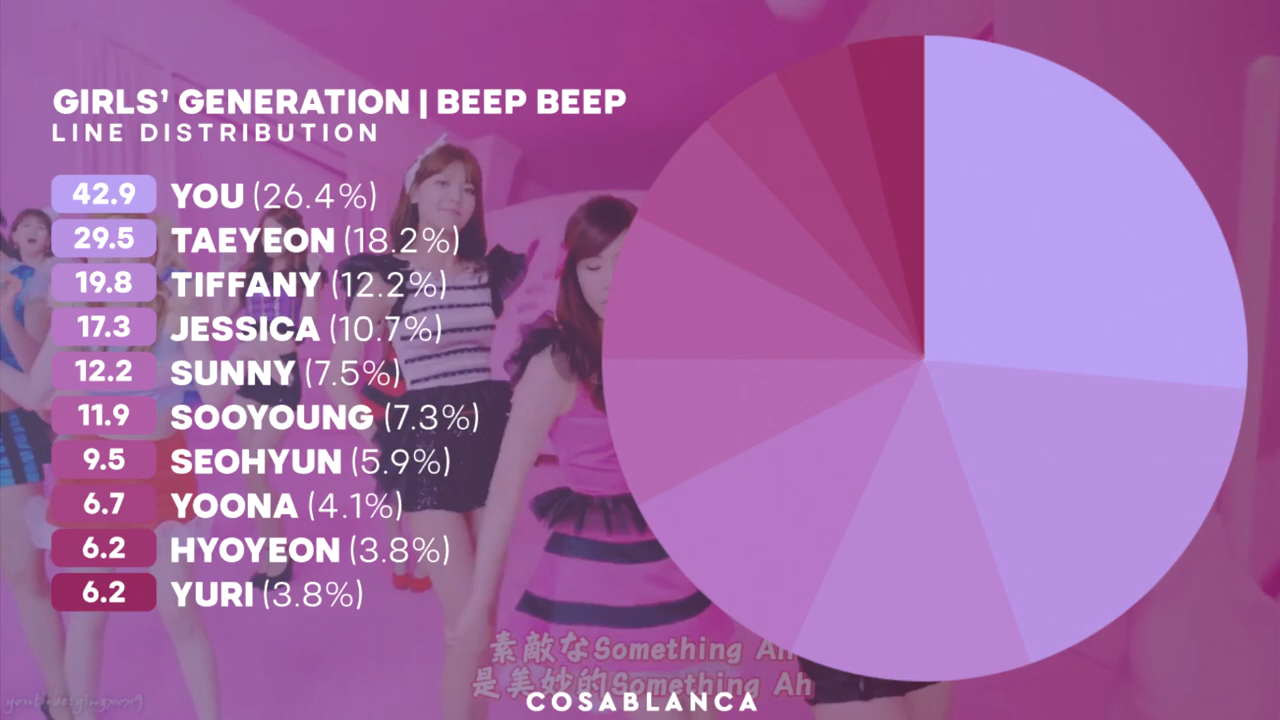 GIRLS' GENERATION | BEEP BEEP
LINE DISTRIBUTION
42.9 YOU (26.4%)
29.5 TAEYEON (18.2%)
19.8 TIFFANY (12.2%)
17.3 JESSICA (10.7%)
12.2 SUNNY (7.5%)
11.9 SOOYOUNG (7.3%)
9.5 SEOHYUN (5.9%)
6.7 YOONA (4.1%)
6.2 HYOYEON (3.8%)
6.2 YURI (3.8%)
素敵なSomething Ah
是美妙的Something Ah
COSABLANCA